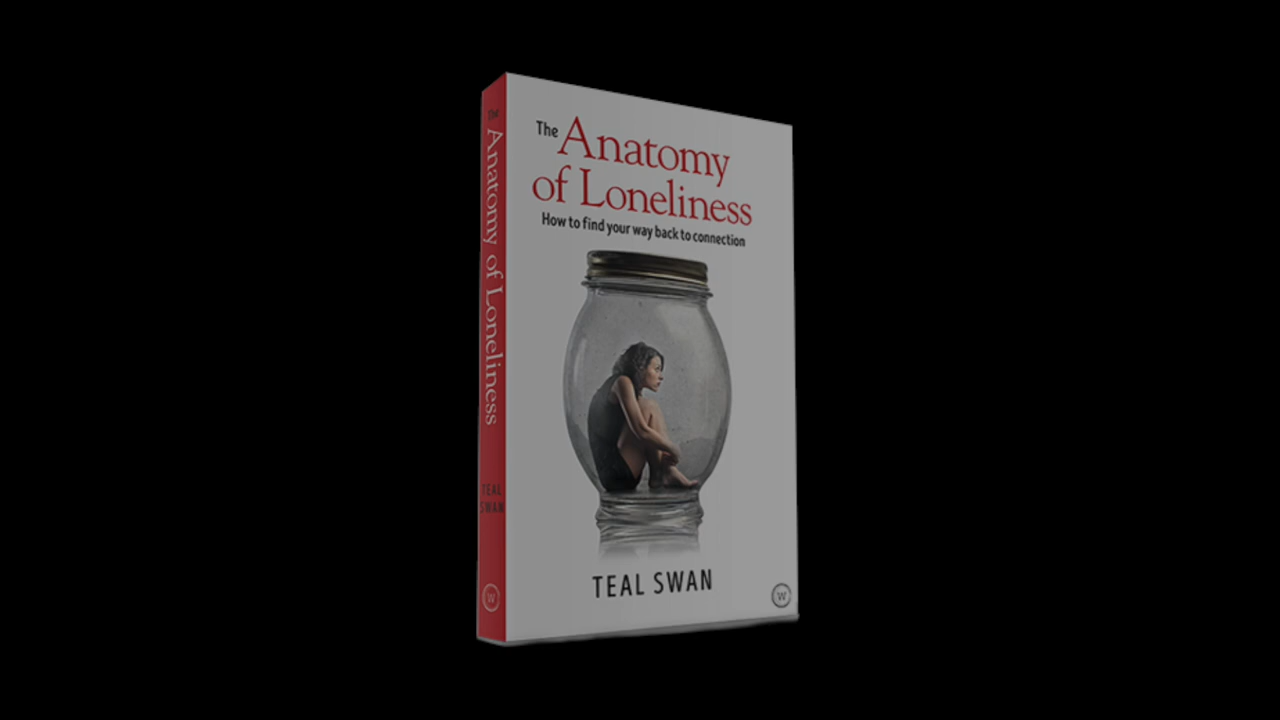 The Anatomy
of Loneliness
How to find your way back to connection
TEAL SWAN
W
The Anatomy of Loneliness
TEAL
SWAN
W